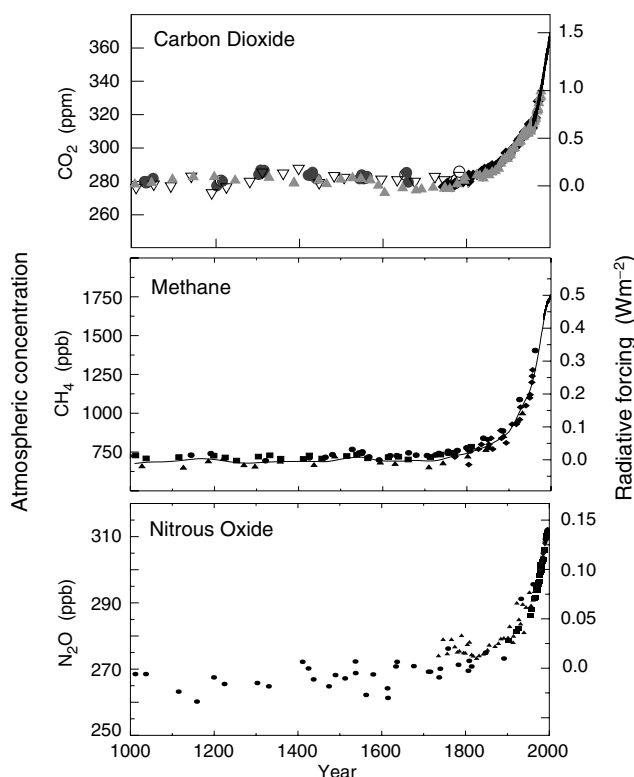 Carbon Dioxide
360
340
320
300
280
260
CO2 (ppm)
1.5
1.0
0.5
0.0
Methane
1750
1500
1250
1000
750
CH4 (ppb)
0.5
0.4
0.3
0.2
0.1
0.0
Atmospheric concentration
Radiative forcing (Wm−2)
Nitrous Oxide
310
290
270
250
N2O (ppb)
0.15
0.10
0.05
0.0
1000 1200 1400 1600 1800 2000
Year